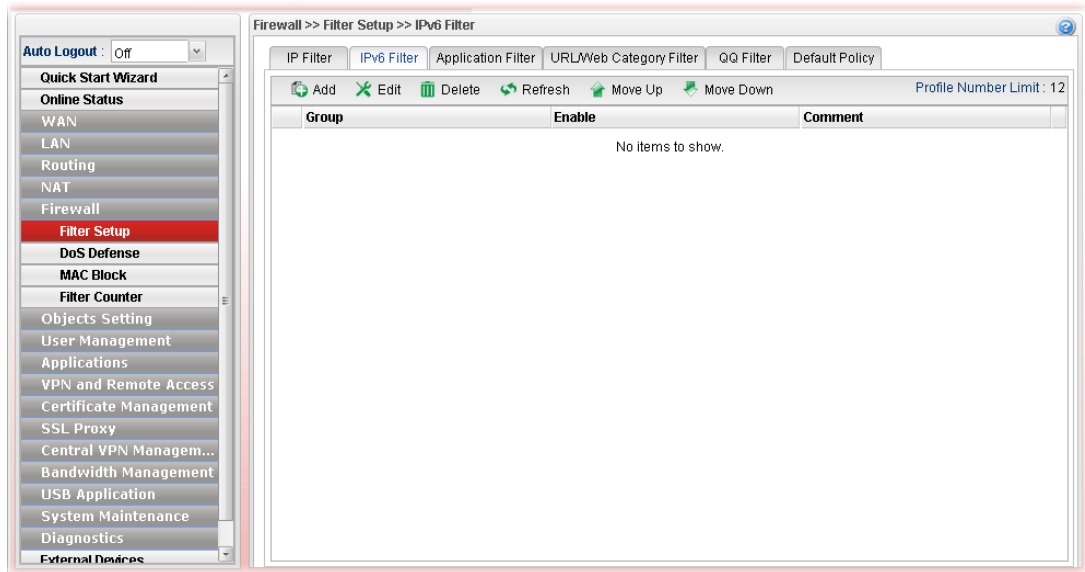 Firewall >> Filter Setup >> IPv6 Filter
Auto Logout : Off
Quick Start Wizard
Online Status
WAN
LAN
Routing
NAT
Firewall
Filter Setup
DoS Defense
MAC Block
Filter Counter
Objects Setting
User Management
Applications
VPN and Remote Access
Certificate Management
SSL Proxy
Central VPN Managem...
Bandwidth Management
USB Application
System Maintenance
Diagnostics
External Devices
IP Filter IPv6 Filter Application Filter URL/Web Category Filter QQ Filter Default Policy
Add Edit Delete Refresh Move Up Move Down Profile Number Limit : 12
Group Enable Comment
No items to show.